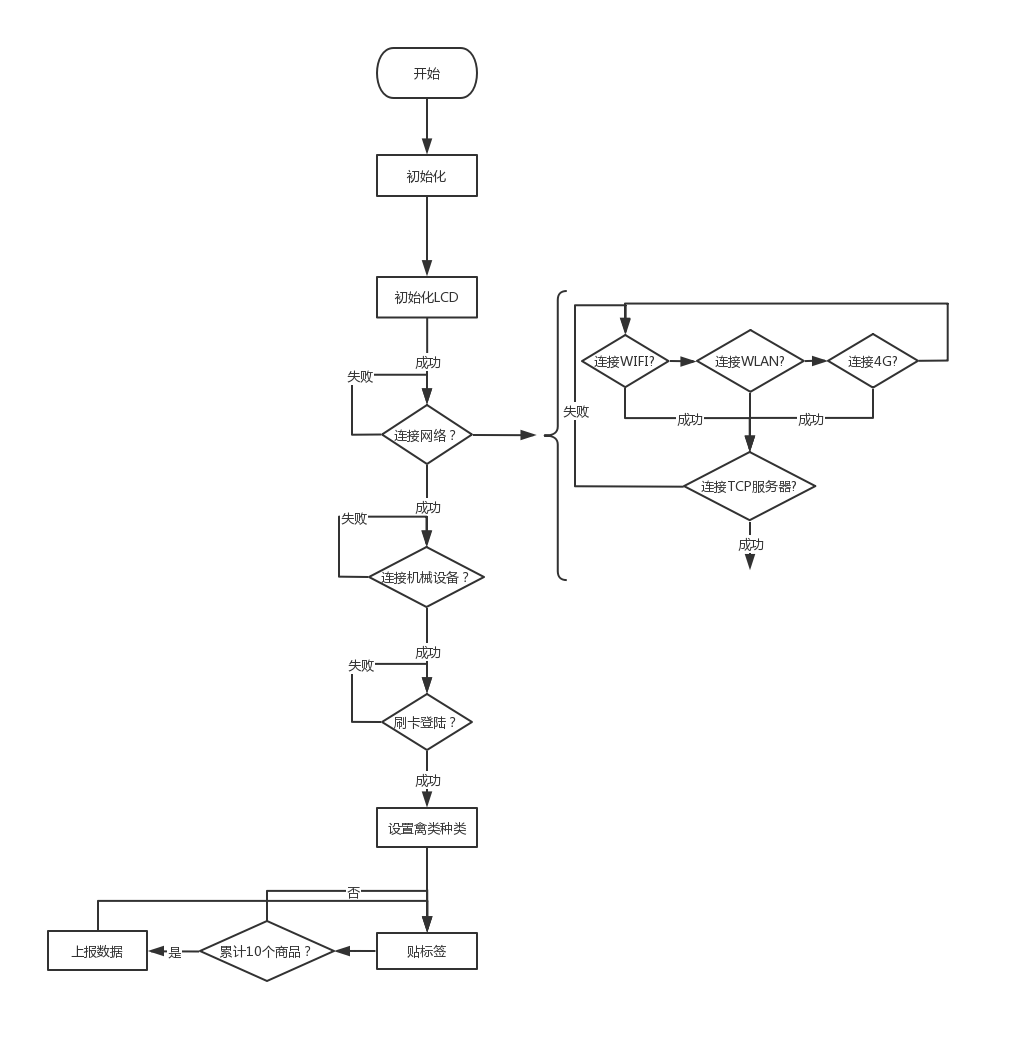 开始
初始化
初始化LCD
成功
失败
连接网络？
连接WIFI?
连接WLAN?
连接4G?
失败
成功
成功
连接TCP服务器?
成功
成功
失败
连接机械设备？
成功
失败
刷卡登陆？
成功
设置禽类种类
否
上报数据
是
累计10个商品？
贴标签